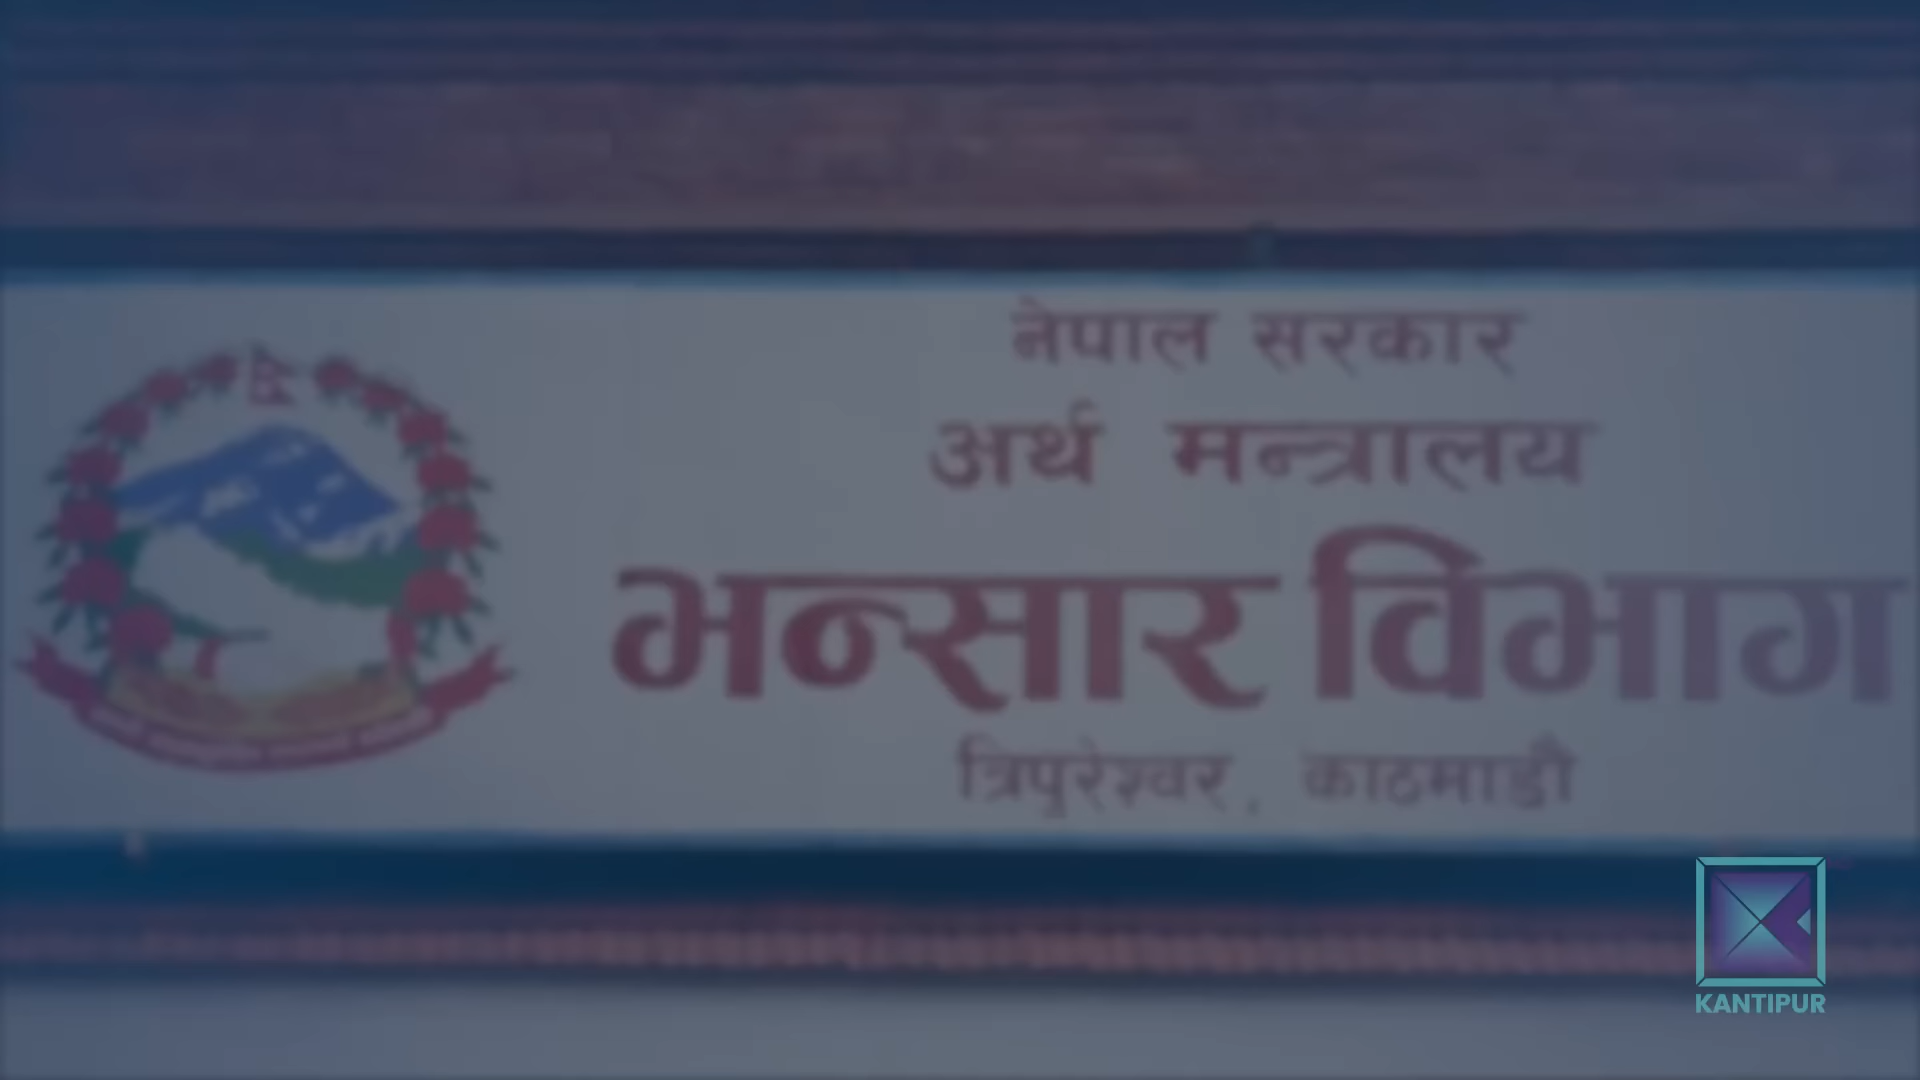 नेपाल सरकार
अर्थ मन्त्रालय
भन्सार विभाग
त्रिपुरेश्वर, काठमाडौं
KANTIPUR